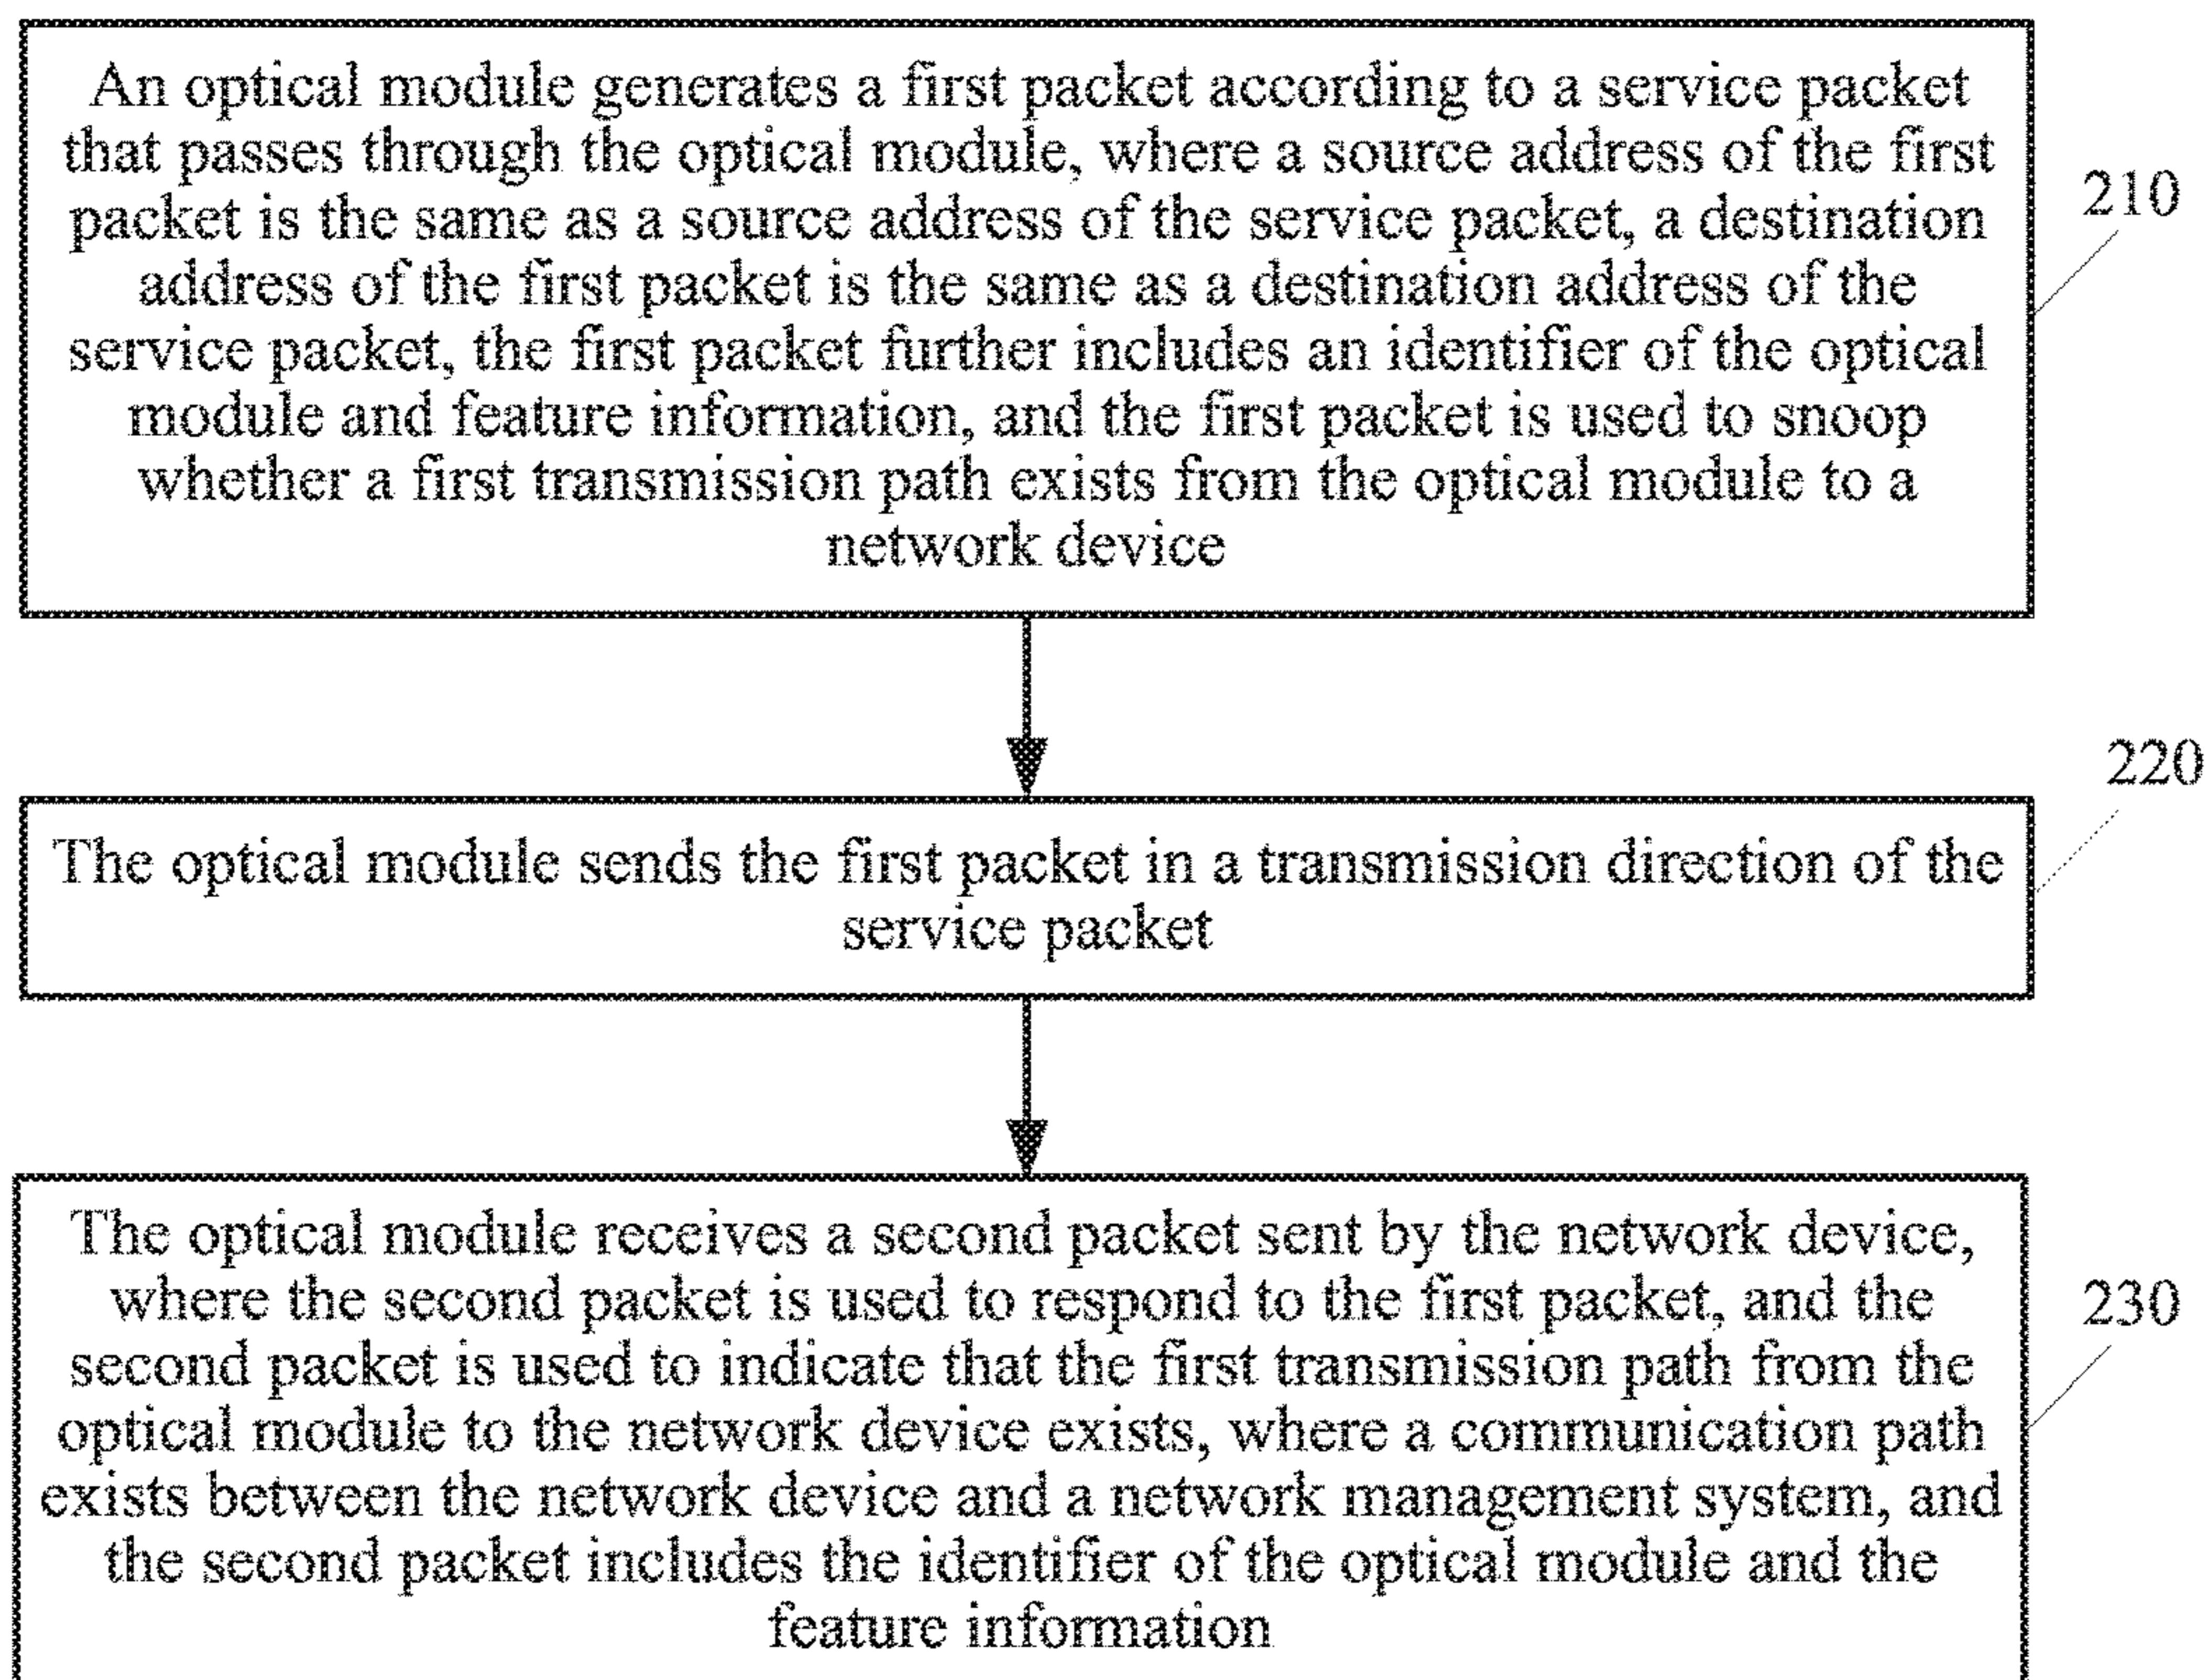 An optical module generates a first packet according to a service packet
that passes through the optical module, where a source address of the first
packet is the same as a source address of the service packet, a destination
address of the first packet is the same as a destination address of the
service packet, the first packet further includes an identifier of the optical
module and feature information, and the first packet is used to snoop
whether a first transmission path exists from the optical module to a
network device
210
The optical module sends the first packet in a transmission direction of the
service packet
220
The optical module receives a second packet sent by the network device,
where the second packet is used to respond to the first packet, and the
second packet is used to indicate that the first transmission path from the
optical module to the network device exists, where a communication path
exists between the network device and a network management system, and
the second packet includes the identifier of the optical module and the
feature information
230